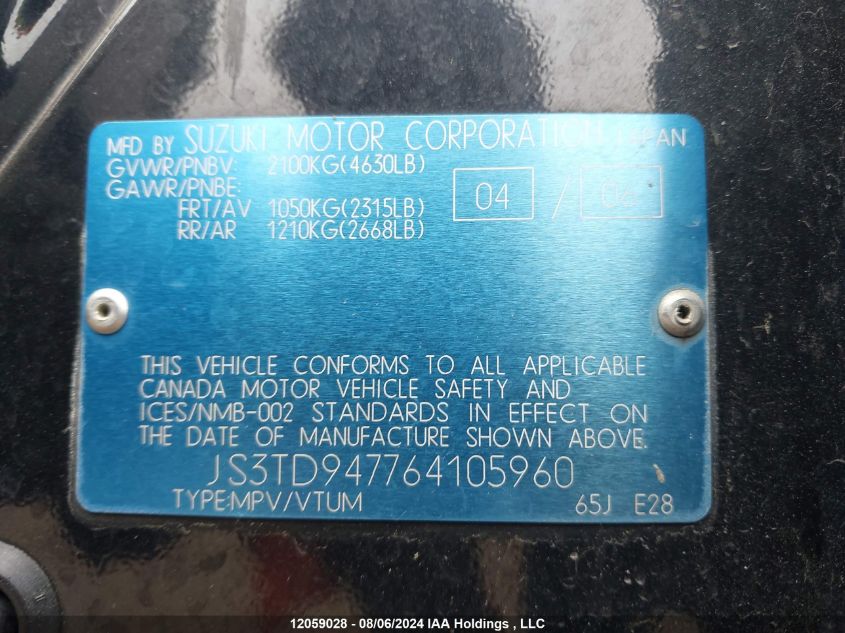 MFD BY SUZUKI MOTOR CORPORATION JAPAN
GVWR/PNBV: 2100KG(4630LB)
GAWR/PNBE:
FRT/AV 1050KG(2315LB)
RR/AR 1210KG(2668LB)
04 / 06
THIS VEHICLE CONFORMS TO ALL APPLICABLE
CANADA MOTOR VEHICLE SAFETY AND
ICES/NMB-002 STANDARDS IN EFFECT ON
THE DATE OF MANUFACTURE SHOWN ABOVE.
JS3TD947764105960
TYPE:MPV/VTUM 65J E28
12059028 - 08/06/2024 IAA Holdings , LLC